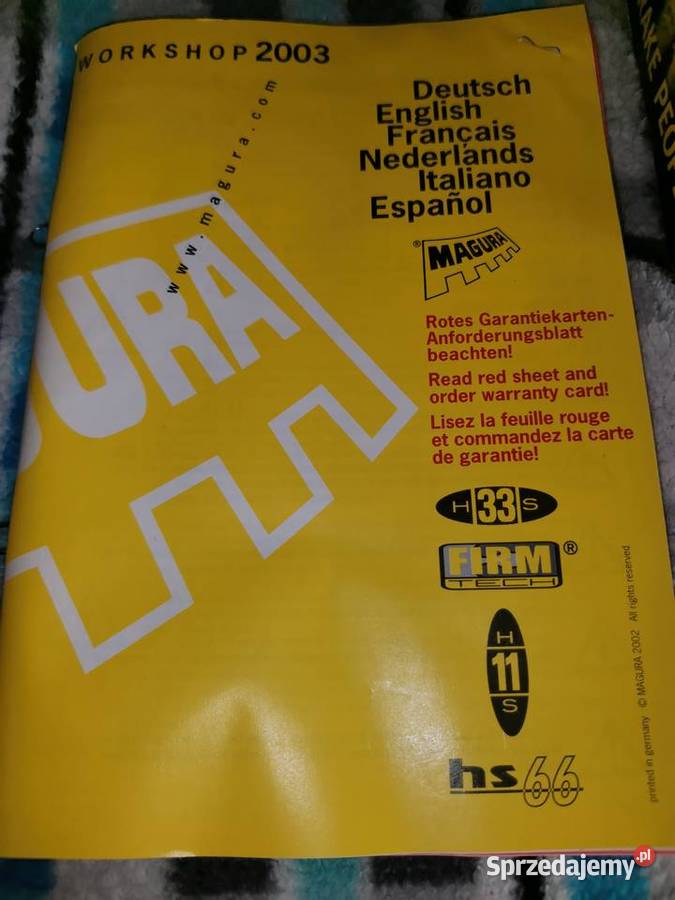 WORKSHOP 2003
www.magura.com
Deutsch
English
Français
Nederlands
Italiano
Español
® MAGURA
URA
Rotes Garantiekarten-
Anforderungsblatt
beachten!
Read red sheet and
order warranty card!
Lisez la feuille rouge
et commandez la carte
de garantie!
H 33 S
FIRM ®
TECH
H
11
S
hs 66
printed in germany © MAGURA 2002 All rights reserved
Sprzedajemy.pl